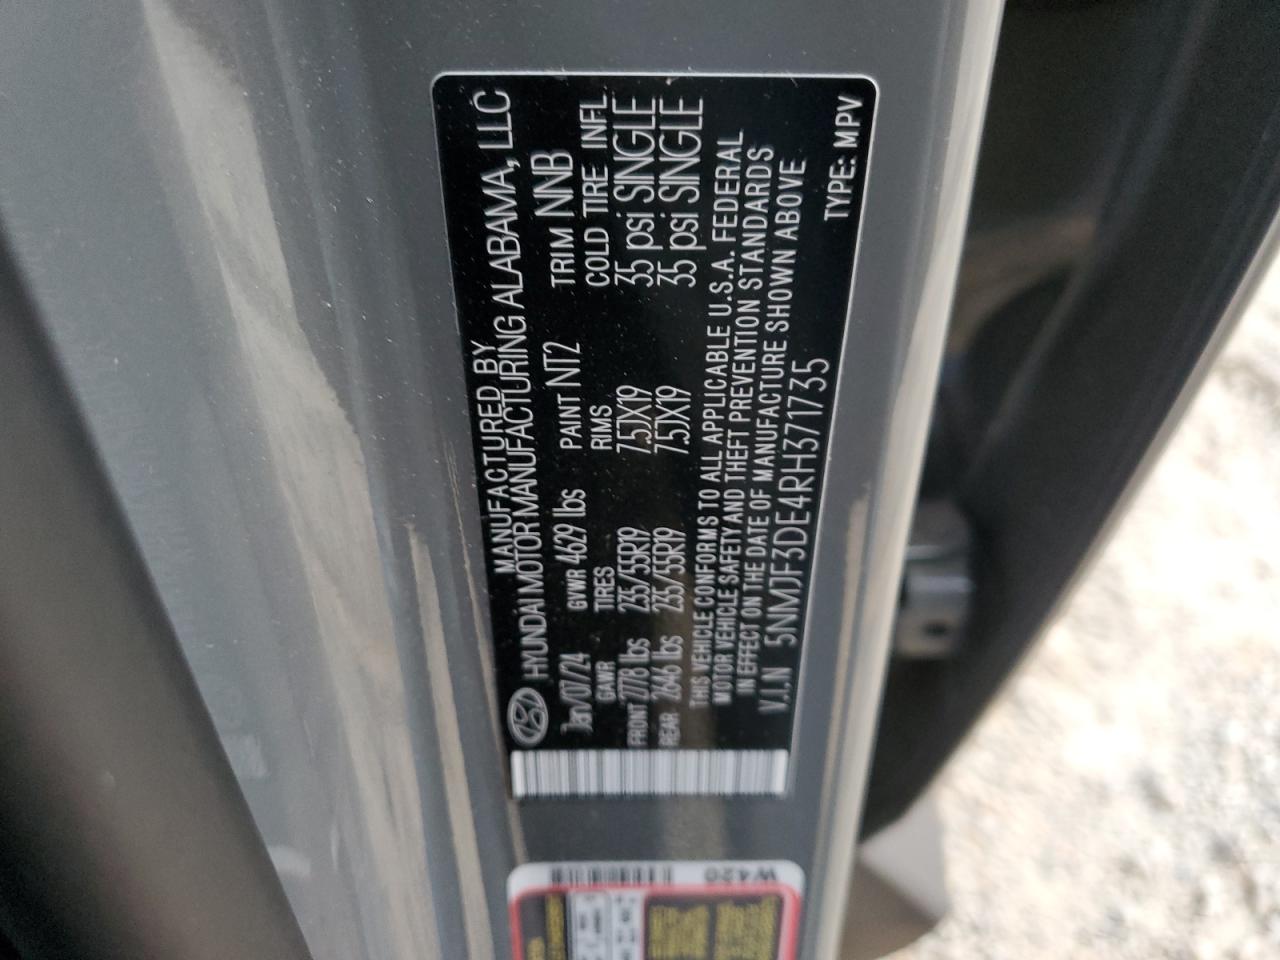 MANUFACTURED BY
HYUNDAI MOTOR MANUFACTURING ALABAMA, LLC
Jan/07/24 GVWR 4629 lbs PAINT NT2 TRIM NNB
GAWR TIRES RIMS COLD TIRE INFL
FRONT 2778 lbs 235/55R19 7.5JX19 35 psi SINGLE
REAR 2646 lbs 235/55R19 7.5JX19 35 psi SINGLE
THIS VEHICLE CONFORMS TO ALL APPLICABLE U.S.A. FEDERAL
MOTOR VEHICLE SAFETY AND THEFT PREVENTION STANDARDS
IN EFFECT ON THE DATE OF MANUFACTURE SHOWN ABOVE
V.I.N 5NMJF3DE4RH371735
TYPE: MPV
W420